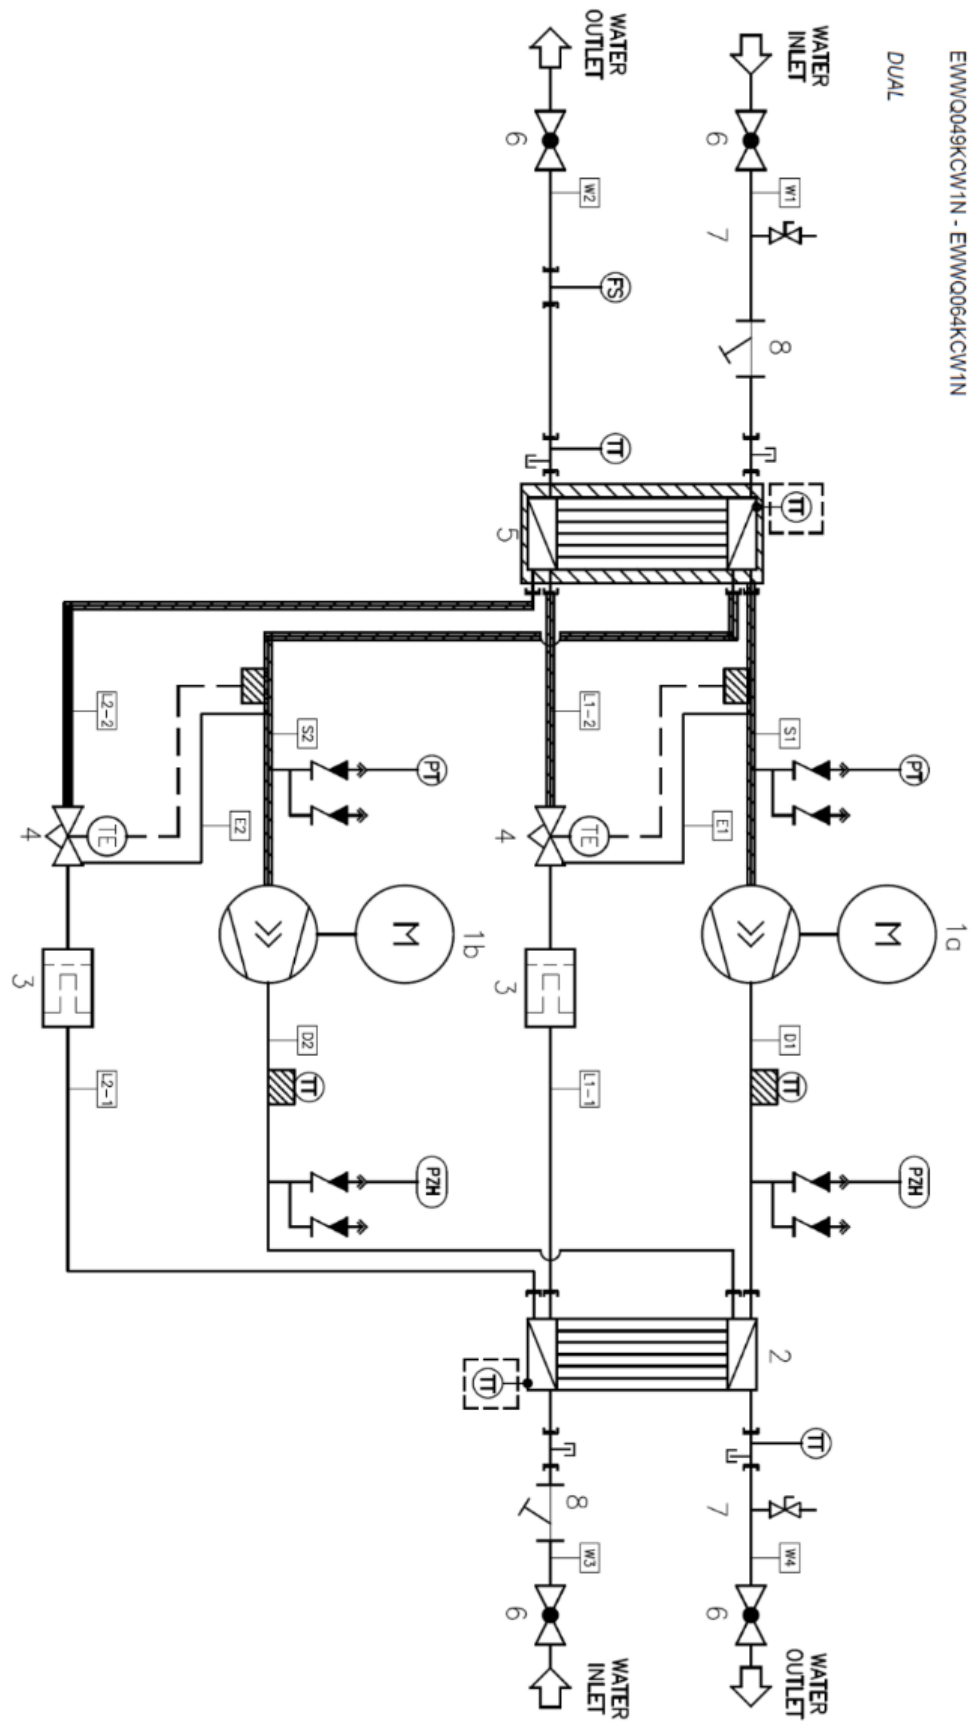 EWWQ049KCW1N - EWWQ064KCW1N
DUAL
1a
M
PT
PZH
WATER
INLET
TT
WATER
OUTLET
W1
TT
S1
D1
TT
W4
8
2
6
7
E1
7
6
WATER
OUTLET
FS
TT
WATER
INLET
W2
L1-2
TE
L1-1
8
W3
6
5
4
3
6
TT
1b
M
PT
PZH
S2
D2
TT
E2
L2-2
TE
L2-1
4
3